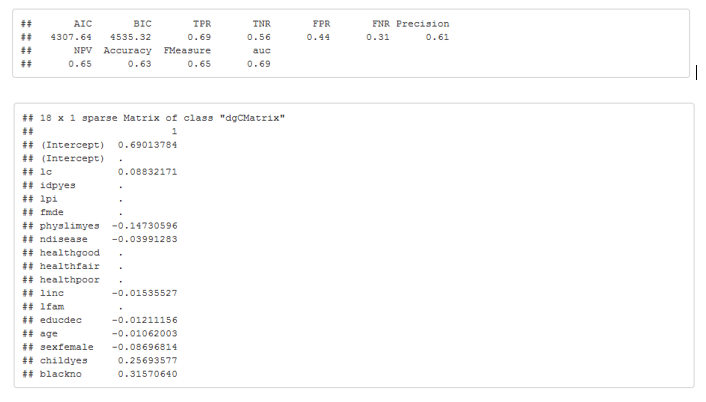 ##       AIC      BIC      TPR      TNR      FPR      FNR Precision
##   4307.64  4535.32     0.69     0.56     0.44     0.31      0.61
##       NPV Accuracy FMeasure      auc
##      0.65     0.63     0.65     0.69
## 18 x 1 sparse Matrix of class "dgCMatrix"
##                        1
## (Intercept)  0.69013784
## (Intercept)  .
## lc           0.08832171
## idpyes       .
## lpi          .
## fmde         .
## physlimyes  -0.14730596
## ndisease    -0.03991283
## healthgood   .
## healthfair   .
## healthpoor   .
## linc        -0.01535527
## lfam         .
## educdec     -0.01211156
## age         -0.01062003
## sexfemale   -0.08696814
## childyes     0.25693577
## blackno      0.31570640